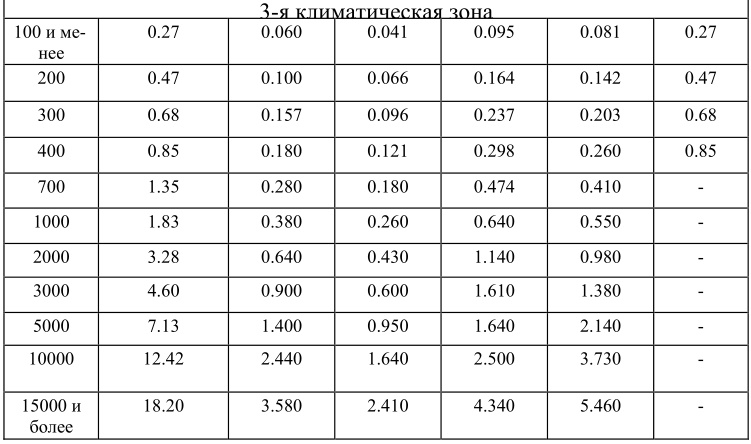 3-я климатическая зона
100 и ме- 0.27 0.060 0.041 0.095 0.081 0.27
нее
200 0.47 0.100 0.066 0.164 0.142 0.47
300 0.68 0.157 0.096 0.237 0.203 0.68
400 0.85 0.180 0.121 0.298 0.260 0.85
700 1.35 0.280 0.180 0.474 0.410 -
1000 1.83 0.380 0.260 0.640 0.550 -
2000 3.28 0.640 0.430 1.140 0.980 -
3000 4.60 0.900 0.600 1.610 1.380 -
5000 7.13 1.400 0.950 1.640 2.140 -
10000 12.42 2.440 1.640 2.500 3.730 -
15000 и 18.20 3.580 2.410 4.340 5.460 -
более